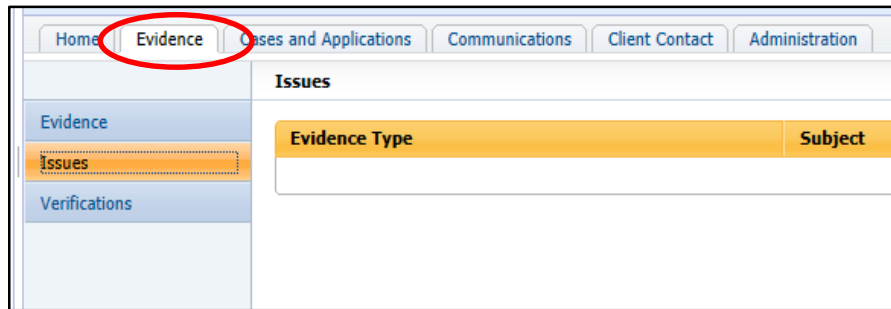 Home Evidence Cases and Applications Communications Client Contact Administration
Issues
Evidence
Issues
Verifications
Evidence Type Subject